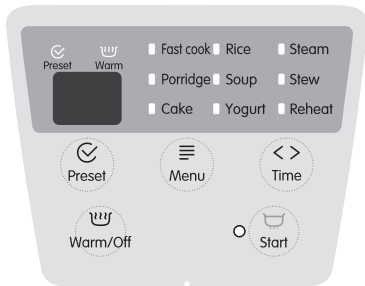 Preset Warm
Fast cook Rice Steam
Porridge Soup Stew
Cake Yogurt Reheat
Preset Menu Time
Warm/Off Start